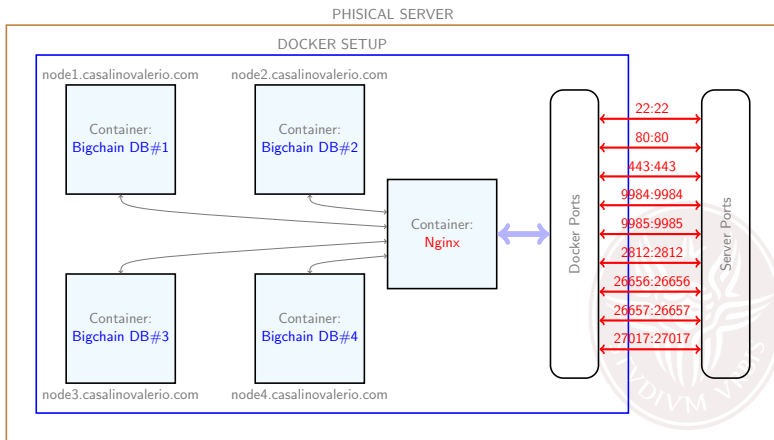 PHISICAL SERVER
DOCKER SETUP
node1.casalinovalerio.com
node2.casalinovalerio.com
Container:
Bigchain DB#1
Container:
Bigchain DB#2
Container:
Nginx
Container:
Bigchain DB#3
Container:
Bigchain DB#4
node3.casalinovalerio.com
node4.casalinovalerio.com
Docker Ports
22:22
80:80
443:443
9984:9984
9985:9985
2812:2812
26656:26656
26657:26657
27017:27017
Server Ports